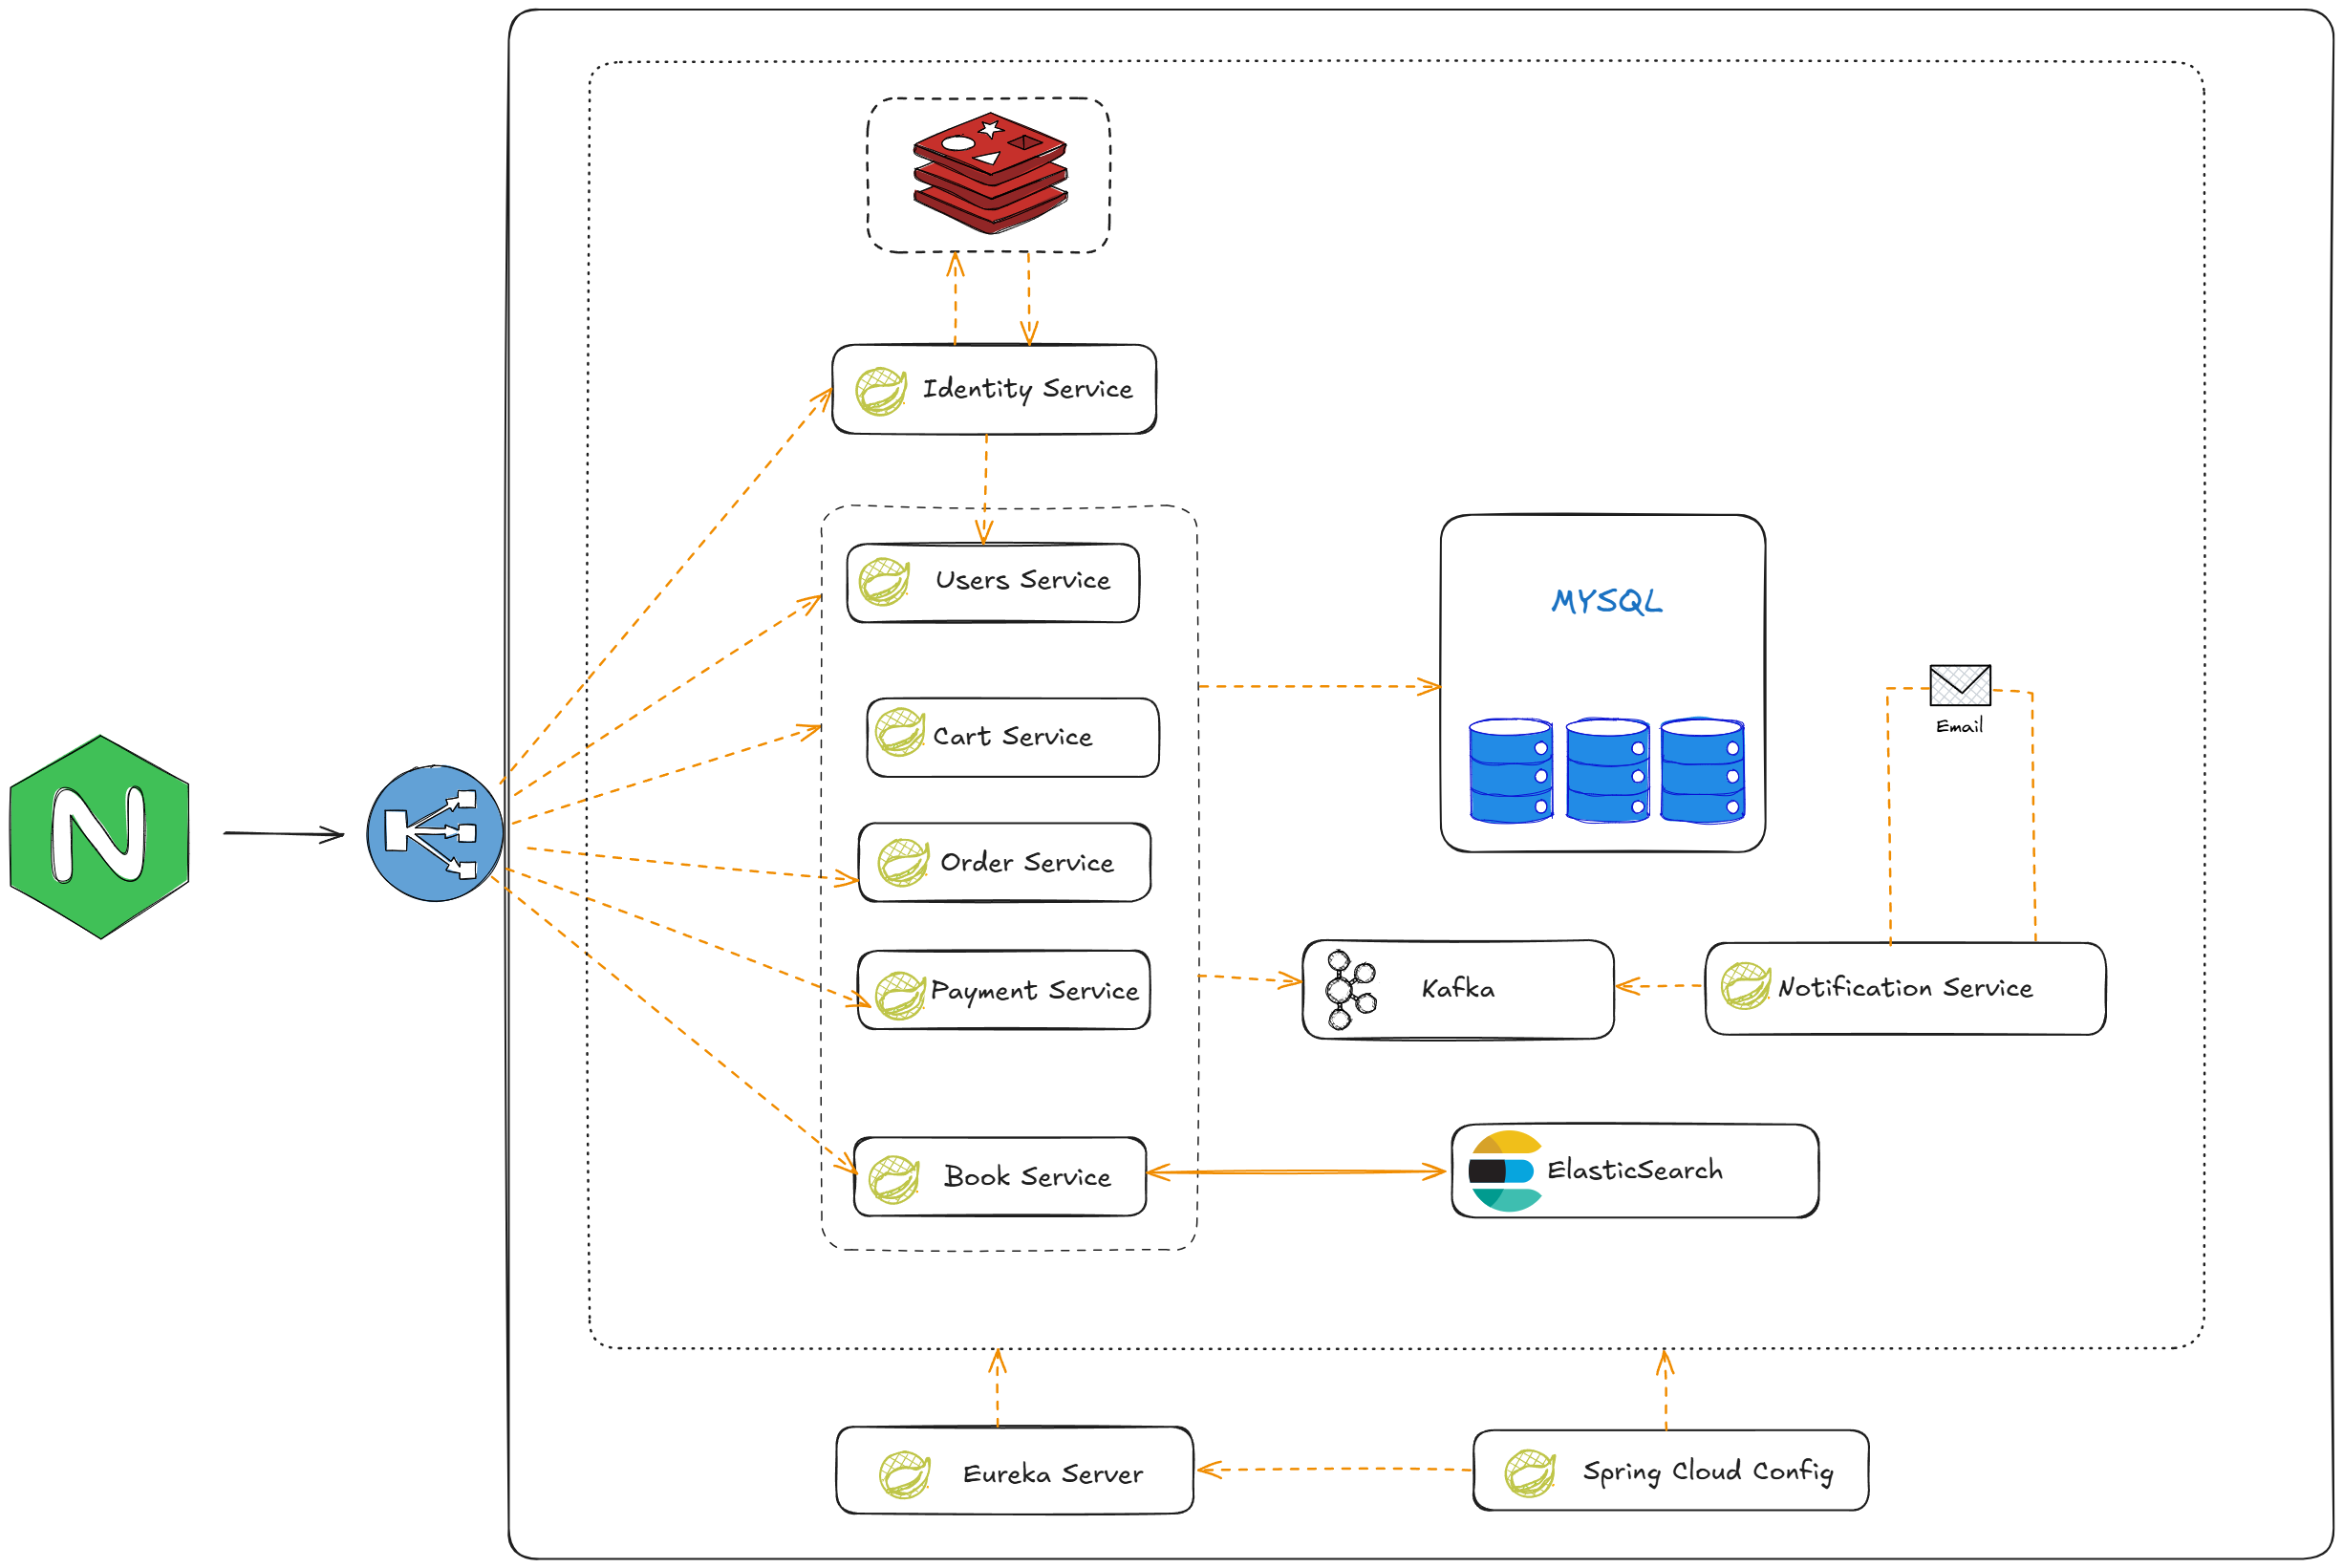 Identity Service
Users Service
MYSQL
Email
Cart Service
Order Service
Payment Service
Kafka
Notification Service
Book Service
ElasticSearch
Eureka Server
Spring Cloud Config
N